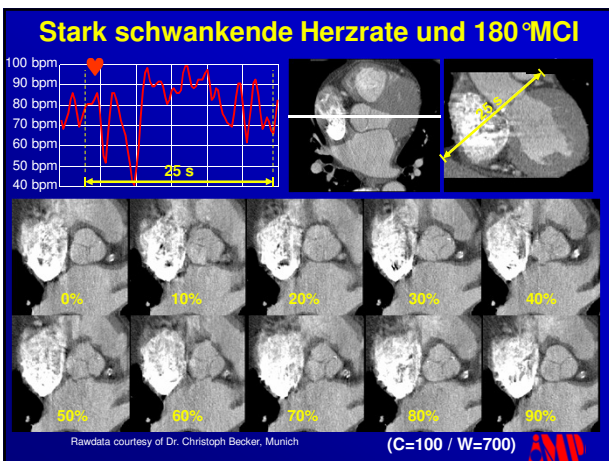 Stark schwankende Herzrate und 180°MCI
100 bpm
90 bpm
80 bpm
70 bpm
60 bpm
50 bpm
40 bpm
25 s
26 s
0% 10% 20% 30% 40%
50% 60% 70% 80% 90%
Rawdata courtesy of Dr. Christoph Becker, Munich
(C=100 / W=700)
IMP